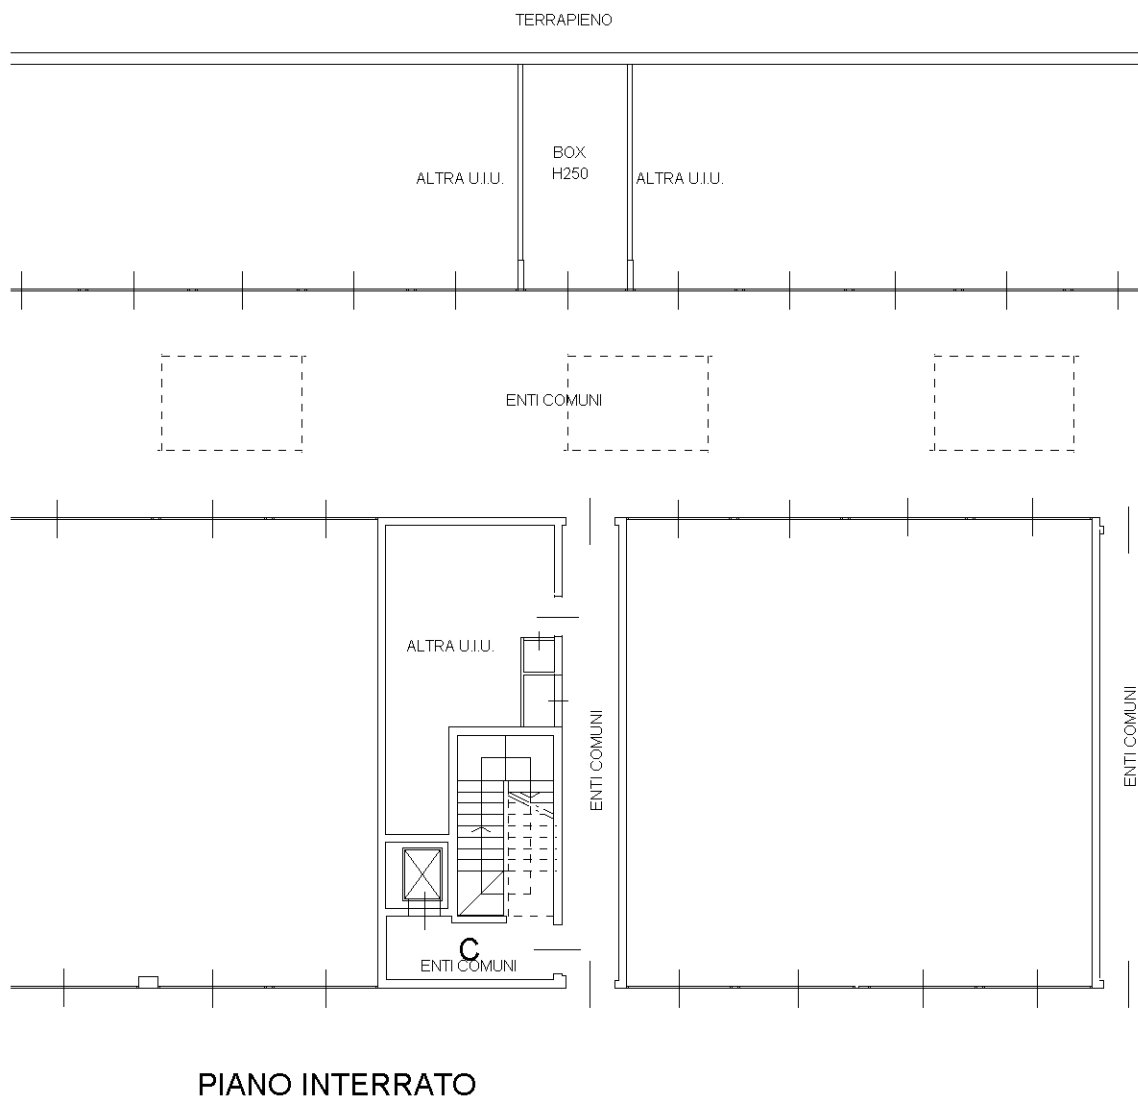 TERRAPIENO
BOX
H250
ALTRA U.I.U.
ALTRA U.I.U.
ENTI COMUNI
ALTRA U.I.U.
ENTI COMUNI
ENTI COMUNI
C
ENTI COMUNI
PIANO INTERRATO